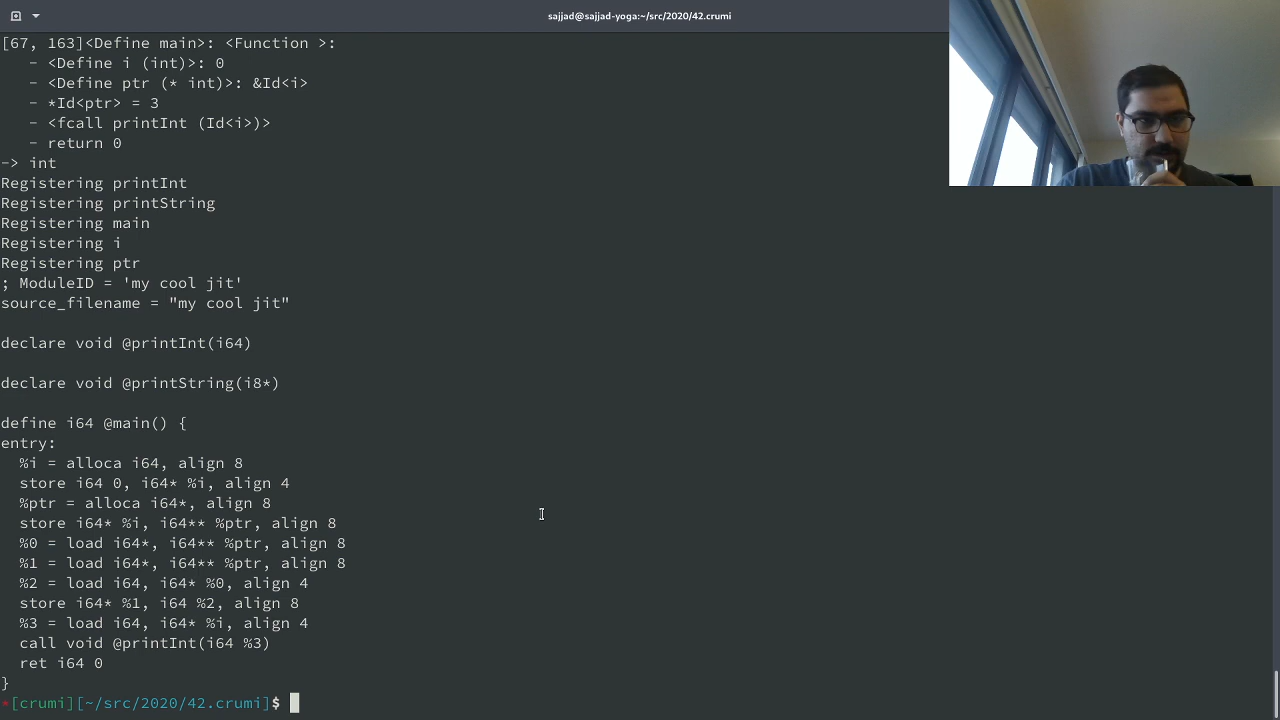 sajjad@sajjad-yoga:~/src/2020/42.crumi
[67, 163]<Define main>: <Function >:
- <Define i (int)>: 0
- <Define ptr (* int)>: &Id<i>
- *Id<ptr> = 3
- <fcall printInt (Id<i>)>
- return 0
-> int
Registering printInt
Registering printString
Registering main
Registering i
Registering ptr
; ModuleID = 'my cool jit'
source_filename = "my cool jit"
declare void @printInt(i64)
declare void @printString(i8*)
define i64 @main() {
entry:
%i = alloca i64, align 8
store i64 0, i64* %i, align 4
%ptr = alloca i64*, align 8
store i64* %i, i64** %ptr, align 8
%0 = load i64*, i64** %ptr, align 8
%1 = load i64*, i64** %ptr, align 8
%2 = load i64, i64* %0, align 4
store i64* %1, i64 %2, align 8
%3 = load i64, i64* %i, align 4
call void @printInt(i64 %3)
ret i64 0
}
*[crumi][~/src/2020/42.crumi]$